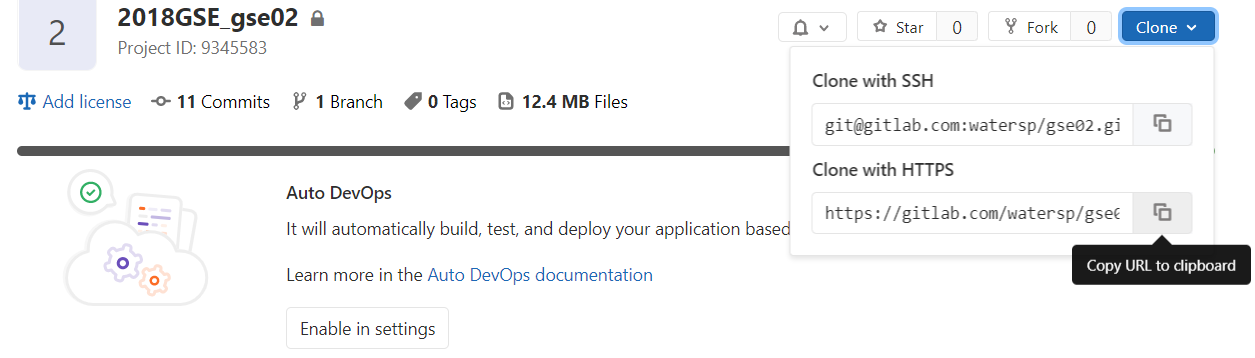 2
2018GSE_gse02
Project ID: 9345583
Star 0
Fork 0
Clone
Add license
11 Commits
1 Branch
0 Tags
12.4 MB Files
Clone with SSH
git@gitlab.com:watersp/gse02.gi
Clone with HTTPS
https://gitlab.com/watersp/gse
Copy URL to clipboard
Auto DevOps
It will automatically build, test, and deploy your application based
Learn more in the Auto DevOps documentation
Enable in settings